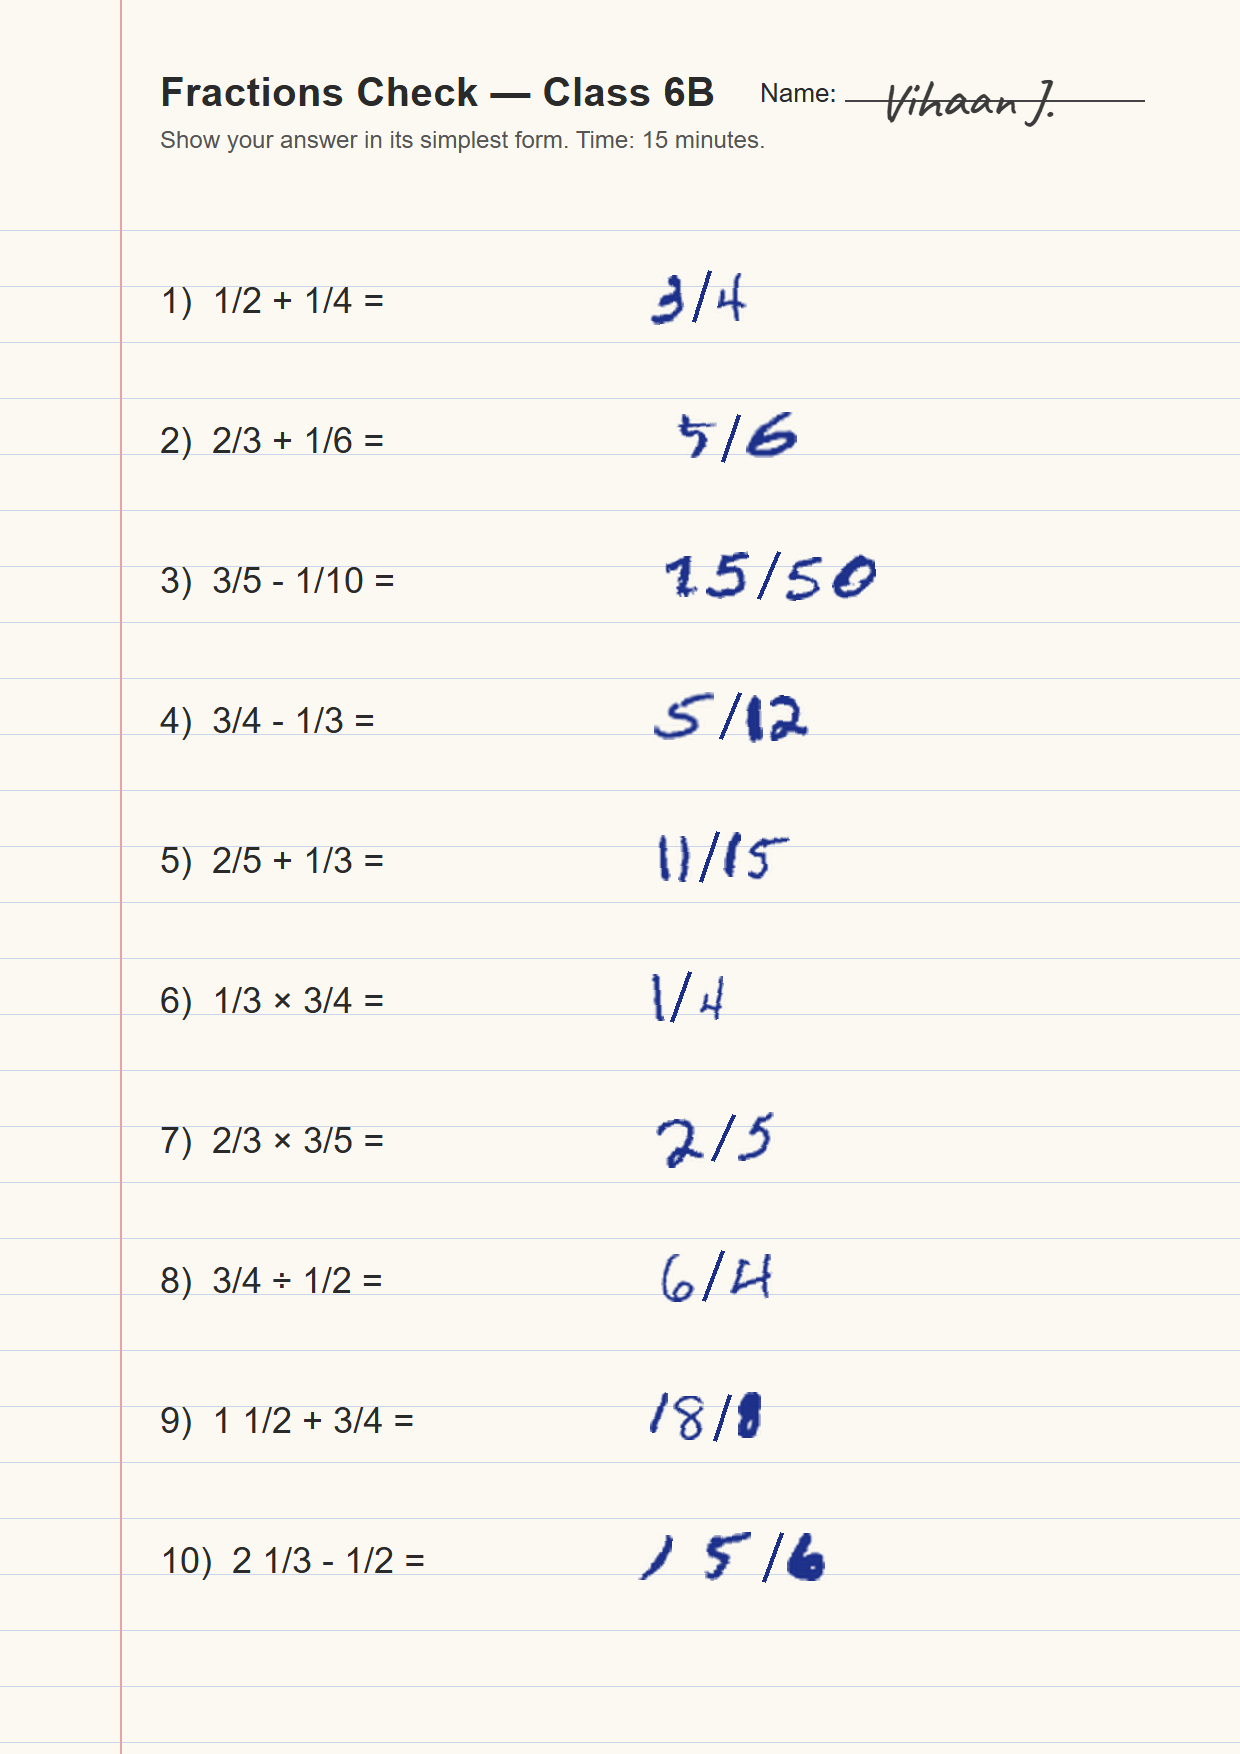 Fractions Check — Class 6B Name: Vihaan J.
Show your answer in its simplest form. Time: 15 minutes.
1) 1/2 + 1/4 = 3/4
2) 2/3 + 1/6 = 5/6
3) 3/5 - 1/10 = 25/50
4) 3/4 - 1/3 = 5/12
5) 2/5 + 1/3 = 11/15
6) 1/3 × 3/4 = 1/4
7) 2/3 × 3/5 = 2/5
8) 3/4 ÷ 1/2 = 6/4
9) 1 1/2 + 3/4 = 18/8
10) 2 1/3 - 1/2 = 1 5/6